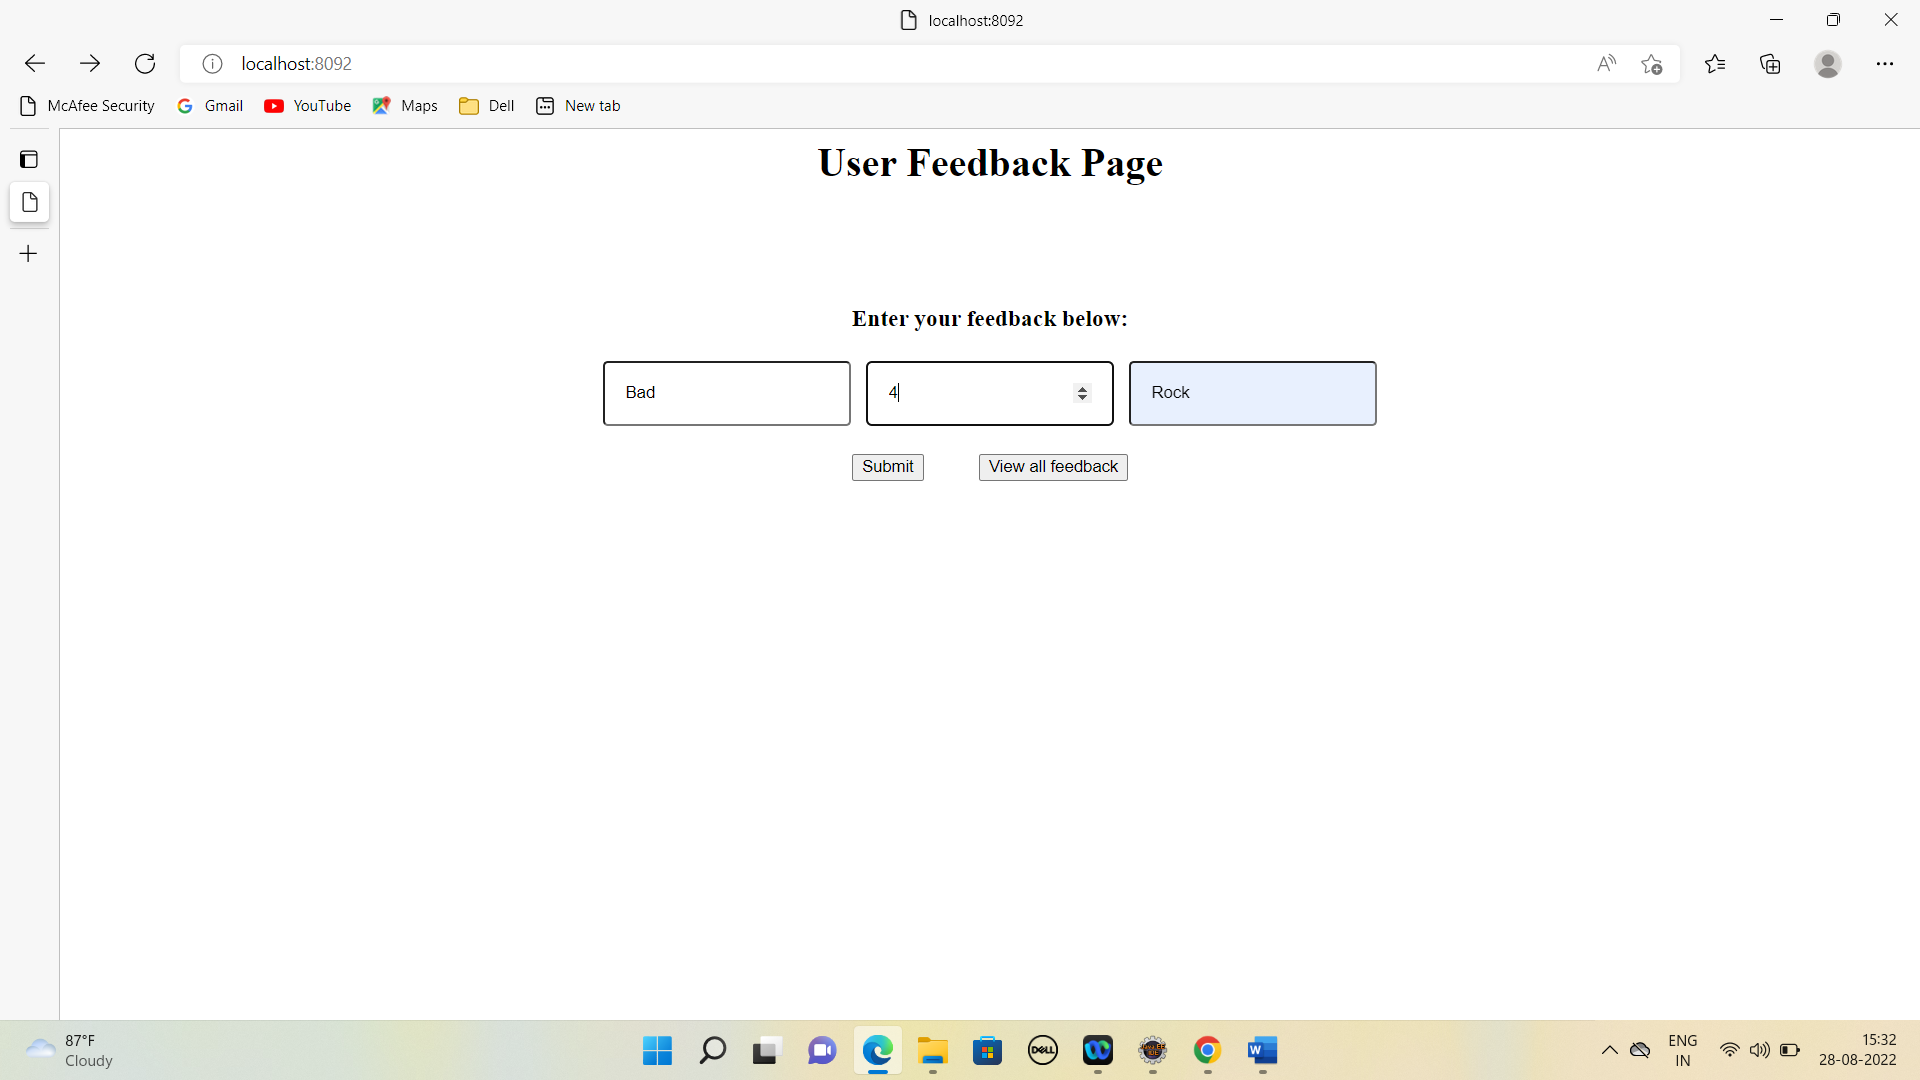 localhost:8092
localhost:8092
McAfee Security Gmail YouTube Maps Dell New tab
User Feedback Page
Enter your feedback below:
Bad 4 Rock
Submit View all feedback
87°F
Cloudy
DELL
W
ENG
IN
15:32
28-08-2022